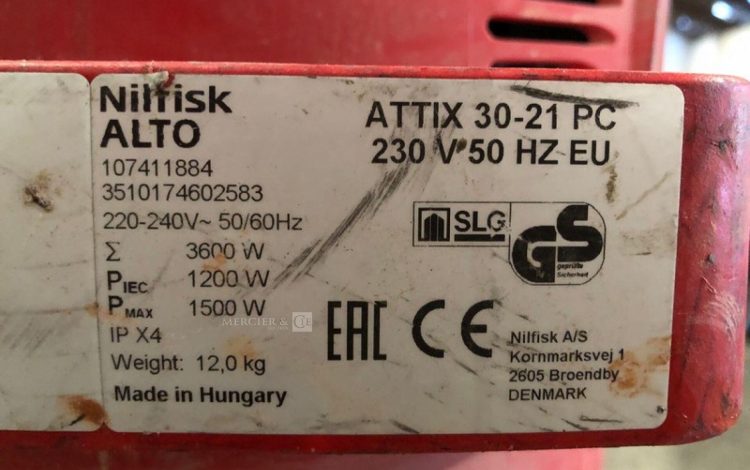 Nilfisk
ALTO
107411884
3510174602583
220-240V~ 50/60Hz
Σ 3600 W
PIEC 1200 W
PMAX 1500 W
IP X4
Weight: 12,0 kg
Made in Hungary
ATTIX 30-21 PC
230 V 50 HZ EU
SLG
GS
geprüfte
Sicherheit
EAC CE
Nilfisk A/S
Kornmarksvej 1
2605 Broendby
DENMARK
MERCIER &